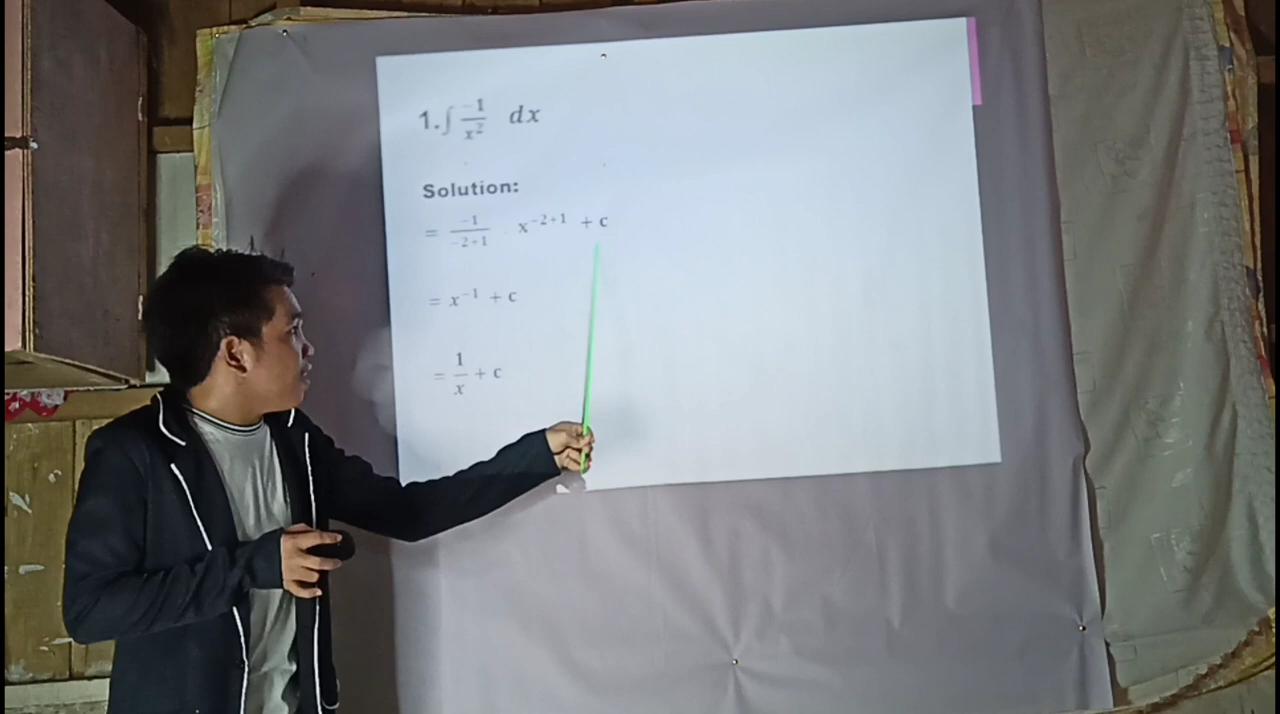 1. ∫ -1/x² dx
Solution:
= -1/-2+1 · x⁻²⁺¹ + c
= x⁻¹ + c
= 1/x + c